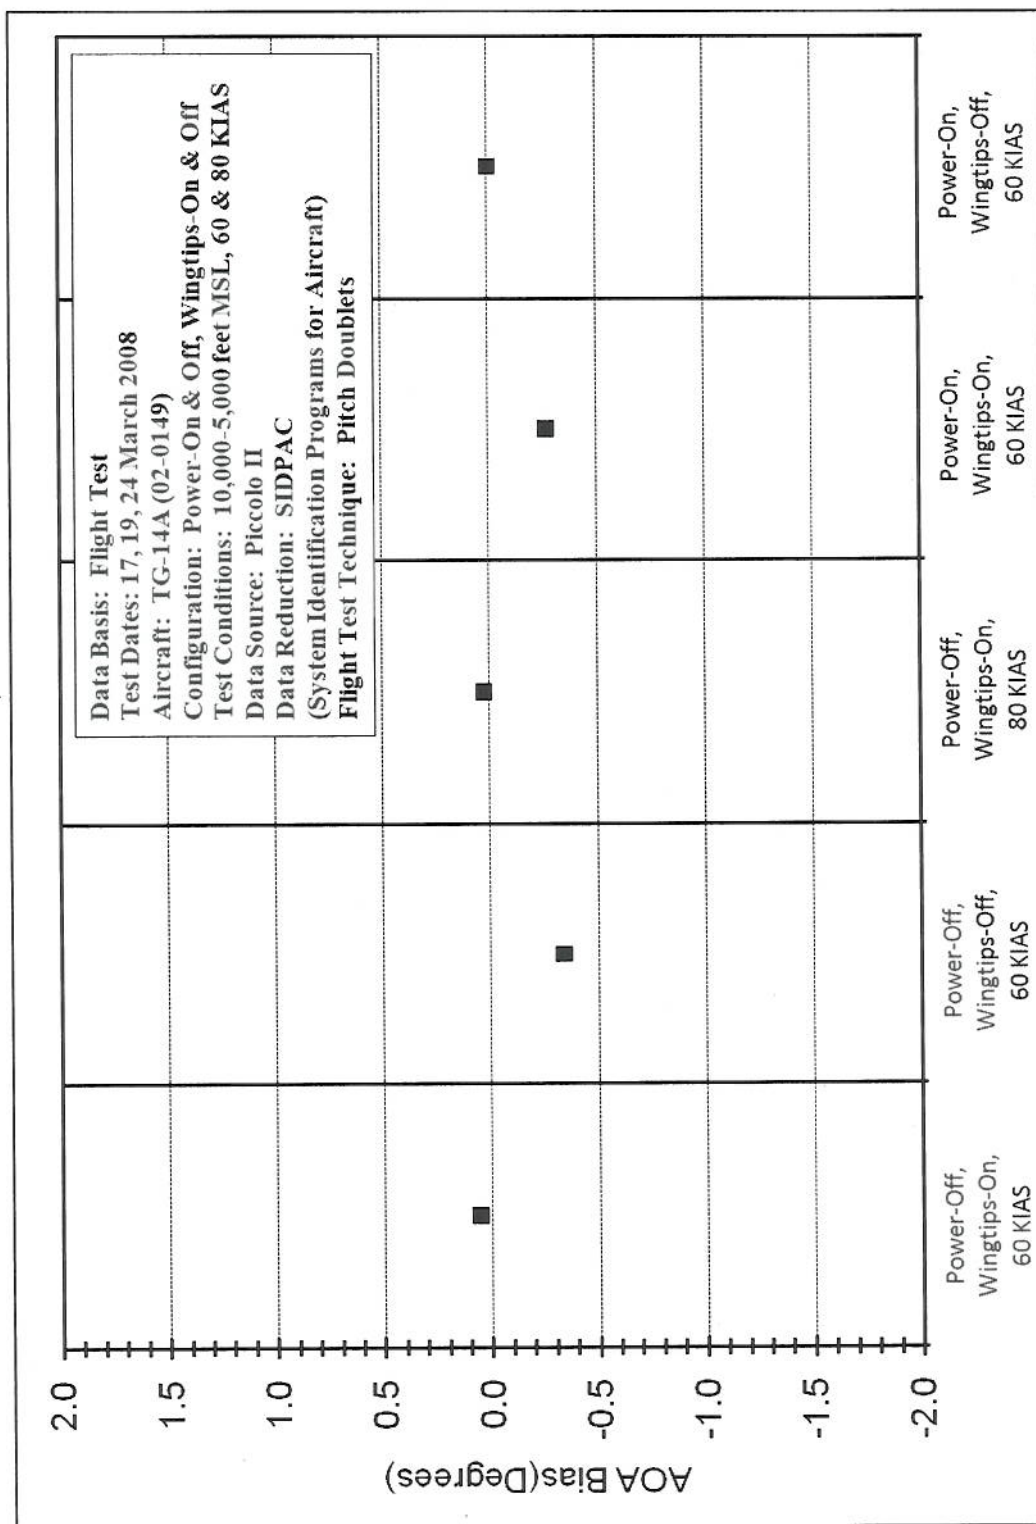 Data Basis: Flight Test
Test Dates: 17, 19, 24 March 2008
Aircraft: TG-14A (02-0149)
Configuration: Power-On & Off, Wingtips-On & Off
Test Conditions: 10,000-5,000 feet MSL, 60 & 80 KIAS
Data Source: Piccolo II
Data Reduction: SIDPAC
(System Identification Programs for Aircraft)
Flight Test Technique: Pitch Doublets
AOA Bias(Degrees)
2.0
1.5
1.0
0.5
0.0
-0.5
-1.0
-1.5
-2.0
Power-Off,
Wingtips-On,
60 KIAS
Power-Off,
Wingtips-Off,
60 KIAS
Power-Off,
Wingtips-On,
80 KIAS
Power-On,
Wingtips-On,
60 KIAS
Power-On,
Wingtips-Off,
60 KIAS